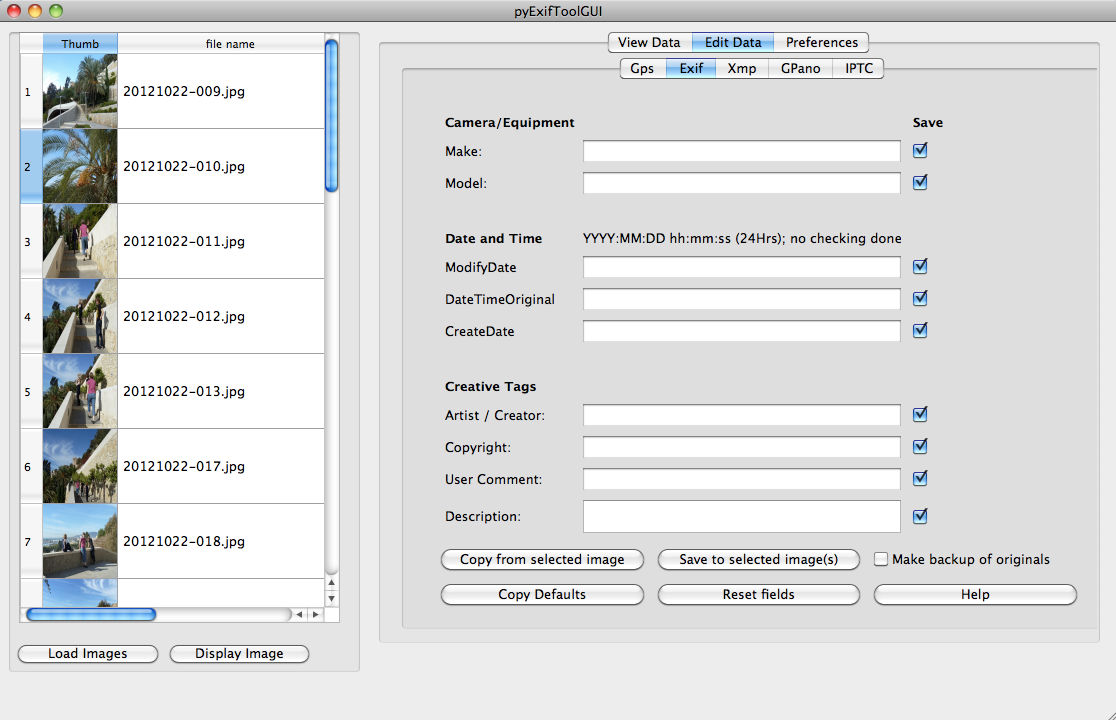 pyExifToolGUI
Thumb file name
1 20121022-009.jpg
2 20121022-010.jpg
3 20121022-011.jpg
4 20121022-012.jpg
5 20121022-013.jpg
6 20121022-017.jpg
7 20121022-018.jpg
Load Images Display Image
View Data Edit Data Preferences
Gps Exif Xmp GPano IPTC
Camera/Equipment Save
Make:
Model:
Date and Time YYYY:MM:DD hh:mm:ss (24Hrs); no checking done
ModifyDate
DateTimeOriginal
CreateDate
Creative Tags
Artist / Creator:
Copyright:
User Comment:
Description:
Copy from selected image Save to selected image(s) Make backup of originals
Copy Defaults Reset fields Help